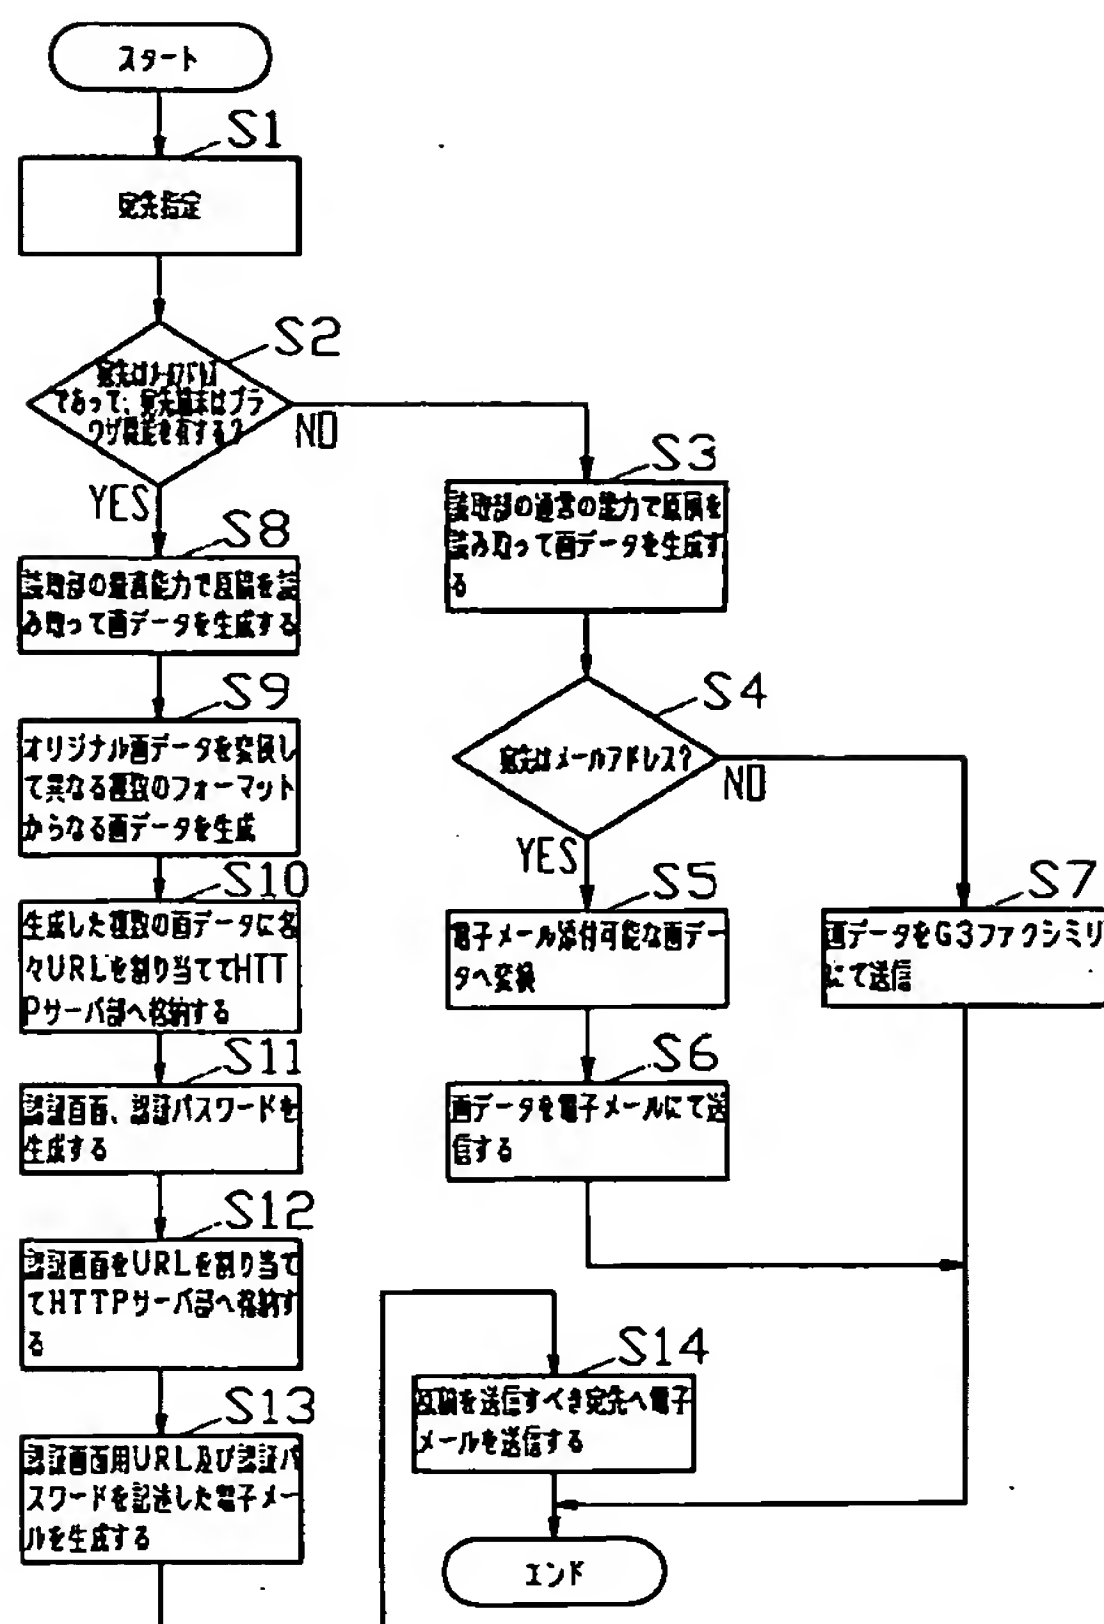 スタート
S1
宛先指定
S2
宛先はメールアドレス
であって、宛先端末はブラ
ウザ機能を有する?
NO
YES
S3
読取部の通常の能力で原稿を
読み取って画データを生成す
る
S8
読取部の最高能力で原稿を読
み取って画データを生成する
S9
オリジナル画データを変換し
て異なる複数のフォーマット
からなる画データを生成
S4
宛先はメールアドレス?
NO
YES
S10
生成した複数の画データに各
々URLを割り当ててHTT
Pサーバ部へ格納する
S5
電子メール添付可能な画デー
タへ変換
S7
画データをG3ファクシミリ
にて送信
S11
認証画面、認証パスワードを
生成する
S6
画データを電子メールにて送
信する
S12
認証画面をURLを割り当て
てHTTPサーバ部へ格納す
る
S13
認証画面用URL及び認証パ
スワードを記述した電子メー
ルを生成する
S14
原稿を送信すべき宛先へ電子
メールを送信する
エンド